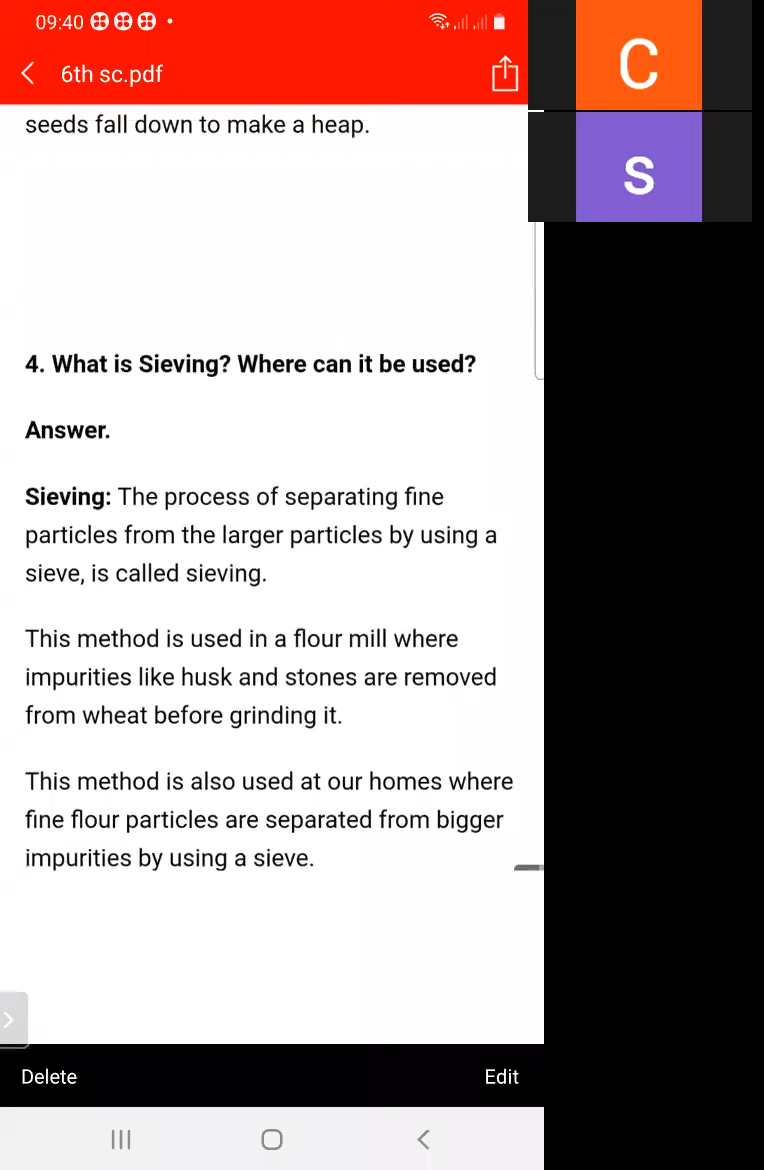 09:40
6th sc.pdf
C
S
seeds fall down to make a heap.
4. What is Sieving? Where can it be used?
Answer.
Sieving: The process of separating fine
particles from the larger particles by using a
sieve, is called sieving.
This method is used in a flour mill where
impurities like husk and stones are removed
from wheat before grinding it.
This method is also used at our homes where
fine flour particles are separated from bigger
impurities by using a sieve.
Delete Edit